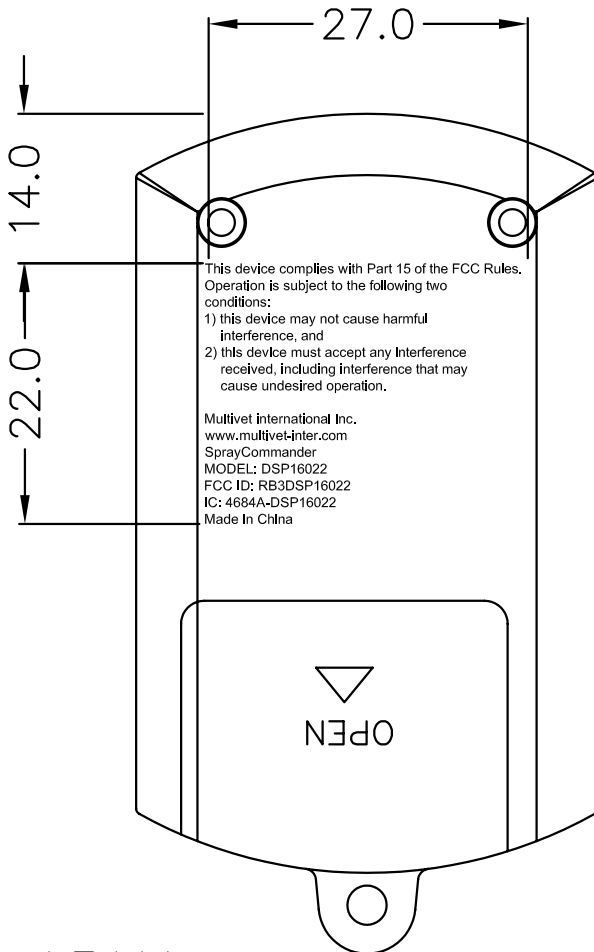 27.0
14.0
22.0
This device complies with Part 15 of the FCC Rules.
Operation is subject to the following two
conditions:
1) this device may not cause harmful
interference, and
2) this device must accept any interference
received, including interference that may
cause undesired operation.
Multivet international Inc.
www.multivet-inter.com
SprayCommander
MODEL: DSP16022
FCC ID: RB3DSP16022
IC: 4684A-DSP16022
Made In China
OPEN